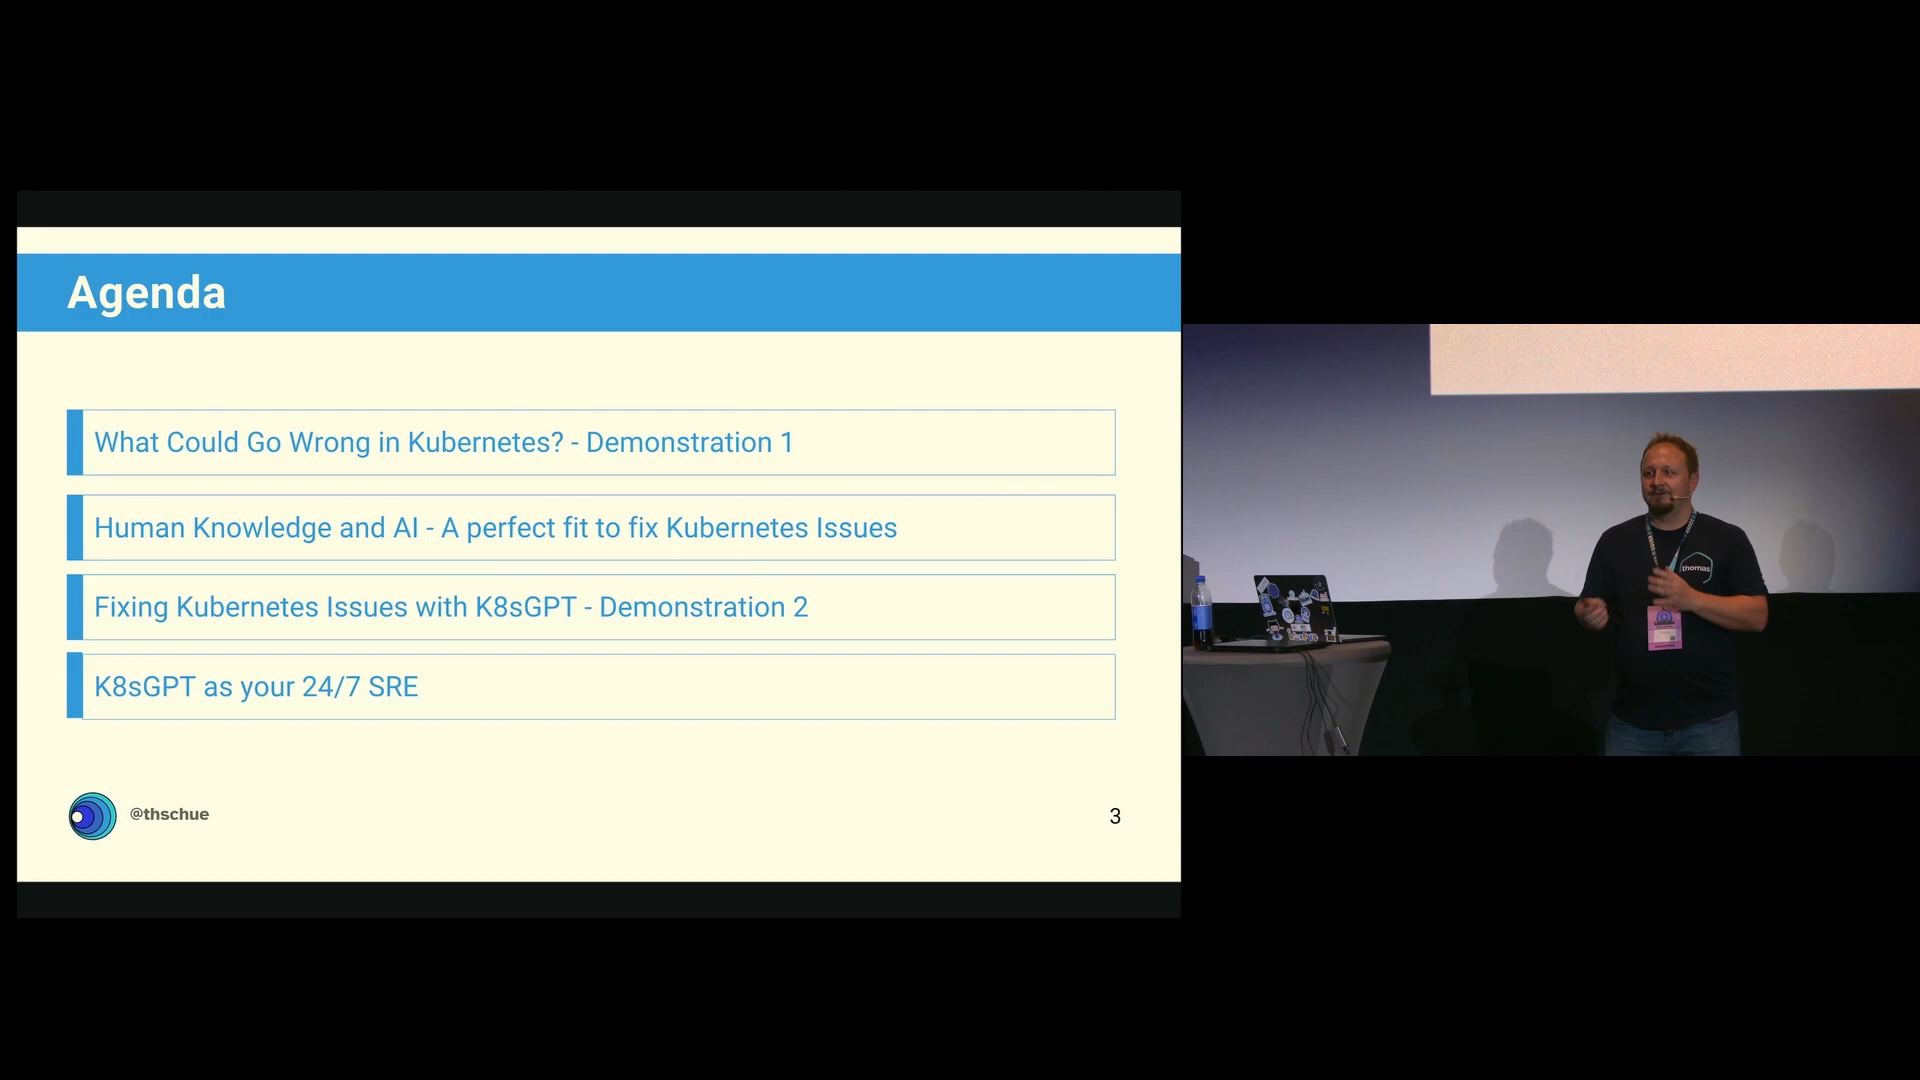 Agenda
What Could Go Wrong in Kubernetes? - Demonstration 1
Human Knowledge and AI - A perfect fit to fix Kubernetes Issues
Fixing Kubernetes Issues with K8sGPT - Demonstration 2
K8sGPT as your 24/7 SRE
@thschue
3
thomas